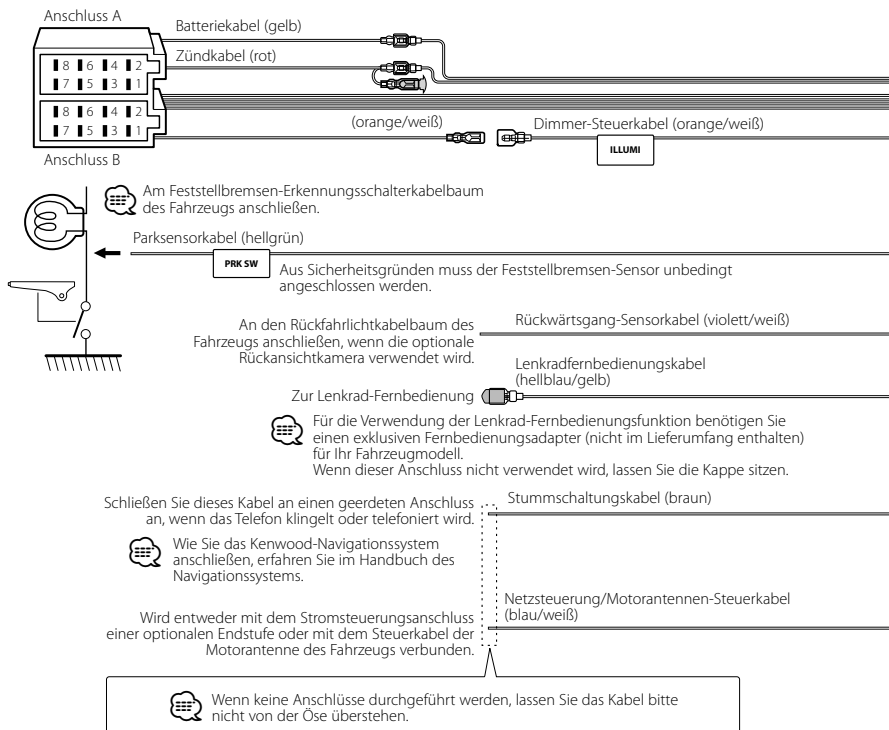 Anschluss A
Batteriekabel (gelb)
Zündkabel (rot)
8 6 4 2
7 5 3 1
8 6 4 2
7 5 3 1
(orange/weiß)
Dimmer-Steuerkabel (orange/weiß)
ILLUMI
Anschluss B
Am Feststellbremsen-Erkennungsschalterkabelbaum
des Fahrzeugs anschließen.
Parksensorkabel (hellgrün)
PRK SW
Aus Sicherheitsgründen muss der Feststellbremsen-Sensor unbedingt
angeschlossen werden.
An den Rückfahrlichtkabelbaum des
Fahrzeugs anschließen, wenn die optionale
Rückansichtkamera verwendet wird.
Rückwärtsgang-Sensorkabel (violett/weiß)
Lenkradfernbedienungskabel
(hellblau/gelb)
Zur Lenkrad-Fernbedienung
Für die Verwendung der Lenkrad-Fernbedienungsfunktion benötigen Sie
einen exklusiven Fernbedienungsadapter (nicht im Lieferumfang enthalten)
für Ihr Fahrzeugmodell.
Wenn dieser Anschluss nicht verwendet wird, lassen Sie die Kappe sitzen.
Schließen Sie dieses Kabel an einen geerdeten Anschluss
an, wenn das Telefon klingelt oder telefoniert wird.
Stummschaltungskabel (braun)
Wie Sie das Kenwood-Navigationssystem
anschließen, erfahren Sie im Handbuch des
Navigationssystems.
Netzsteuerung/Motorantennen-Steuerkabel
(blau/weiß)
Wird entweder mit dem Stromsteuerungsanschluss
einer optionalen Endstufe oder mit dem Steuerkabel der
Motorantenne des Fahrzeugs verbunden.
Wenn keine Anschlüsse durchgeführt werden, lassen Sie das Kabel bitte
nicht von der Öse überstehen.